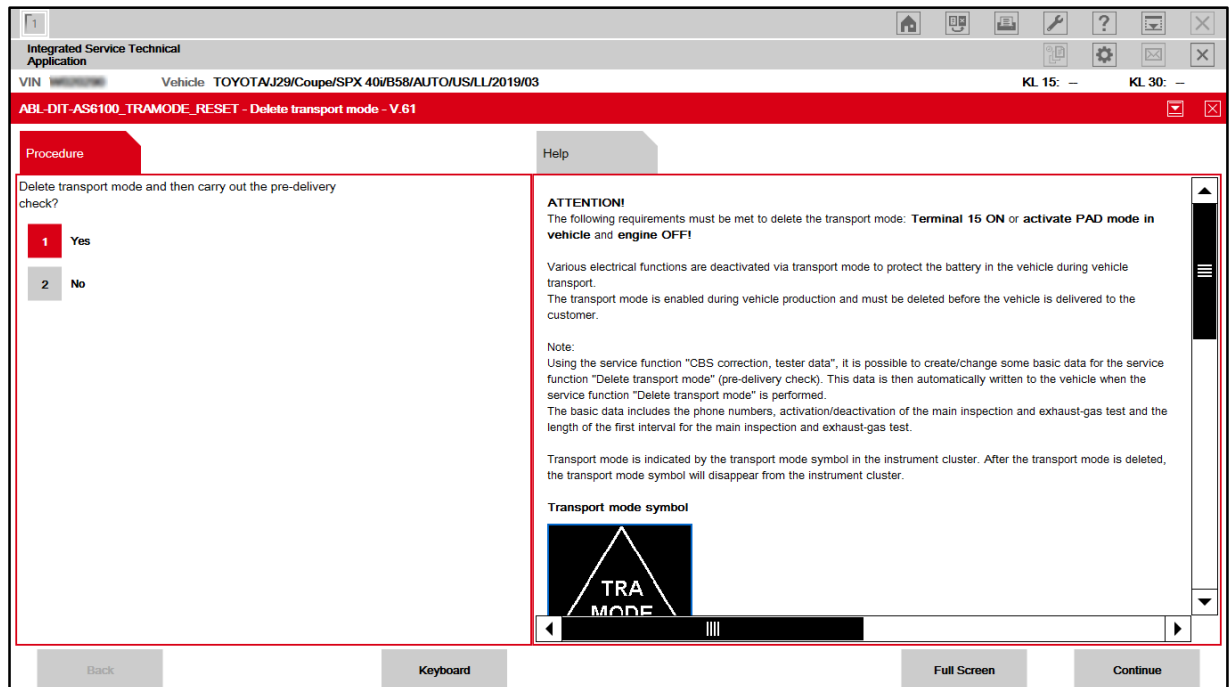 1
?
Integrated Service Technical
Application
VIN
Vehicle TOYOTA/J29/Coupe/SPX 40i/B58/AUTO/US/LL/2019/03
KL 15: –
KL 30: –
ABL-DIT-AS6100_TRAMODE_RESET - Delete transport mode - V.61
Procedure
Help
Delete transport mode and then carry out the pre-delivery
check?
1 Yes
2 No
ATTENTION!
The following requirements must be met to delete the transport mode: Terminal 15 ON or activate PAD mode in
vehicle and engine OFF!
Various electrical functions are deactivated via transport mode to protect the battery in the vehicle during vehicle
transport.
The transport mode is enabled during vehicle production and must be deleted before the vehicle is delivered to the
customer.
Note:
Using the service function "CBS correction, tester data", it is possible to create/change some basic data for the service
function "Delete transport mode" (pre-delivery check). This data is then automatically written to the vehicle when the
service function "Delete transport mode" is performed.
The basic data includes the phone numbers, activation/deactivation of the main inspection and exhaust-gas test and the
length of the first interval for the main inspection and exhaust-gas test.
Transport mode is indicated by the transport mode symbol in the instrument cluster. After the transport mode is deleted,
the transport mode symbol will disappear from the instrument cluster.
Transport mode symbol
TRA
MODE
Back
Keyboard
Full Screen
Continue